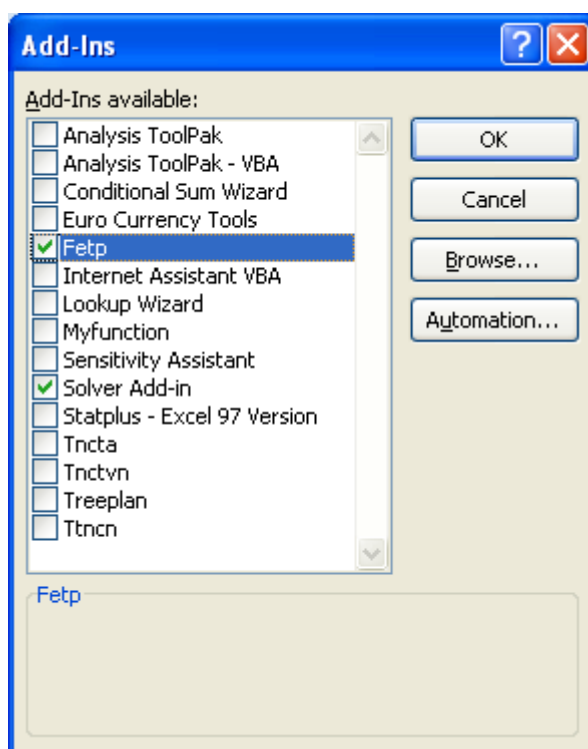 Add-Ins
Add-Ins available:
Analysis ToolPak
Analysis ToolPak - VBA
Conditional Sum Wizard
Euro Currency Tools
Fetp
Internet Assistant VBA
Lookup Wizard
Myfunction
Sensitivity Assistant
Solver Add-in
Statplus - Excel 97 Version
Tncta
Tnctvn
Treeplan
Ttncn
OK
Cancel
Browse...
Automation...
Fetp